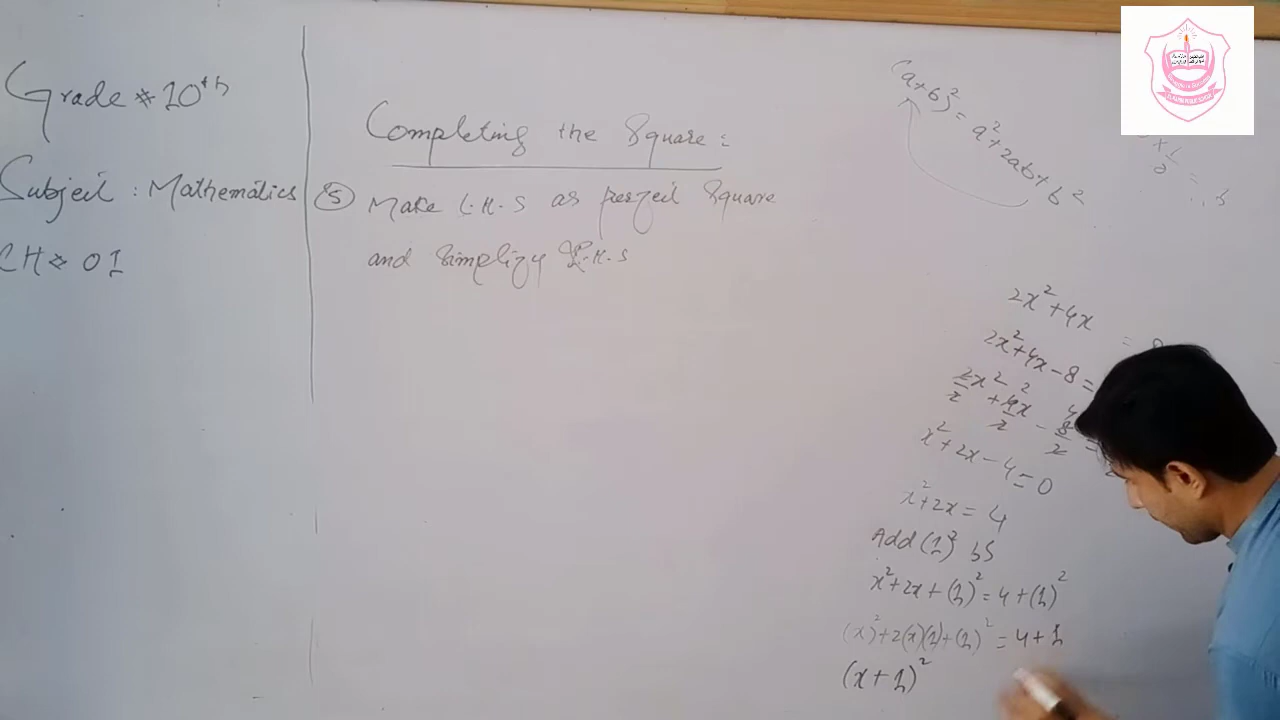 Grade # 10th
Subject : Mathematics
CH # 01
Completing the Square :
(5) Make L.H.S as perfect Square
and simplify R.H.S
(a+b)² = a² + 2ab + b²
2x² + 4x =
2x² + 4x - 8 =
2x²/2 + 4x/2 - 8/2 =
x² + 2x - 4 = 0
x² + 2x = 4
Add (1)² bS
x² + 2x + (1)² = 4 + (1)²
(x)² + 2(x)(1) + (1)² = 4 + 1
(x + 1)²